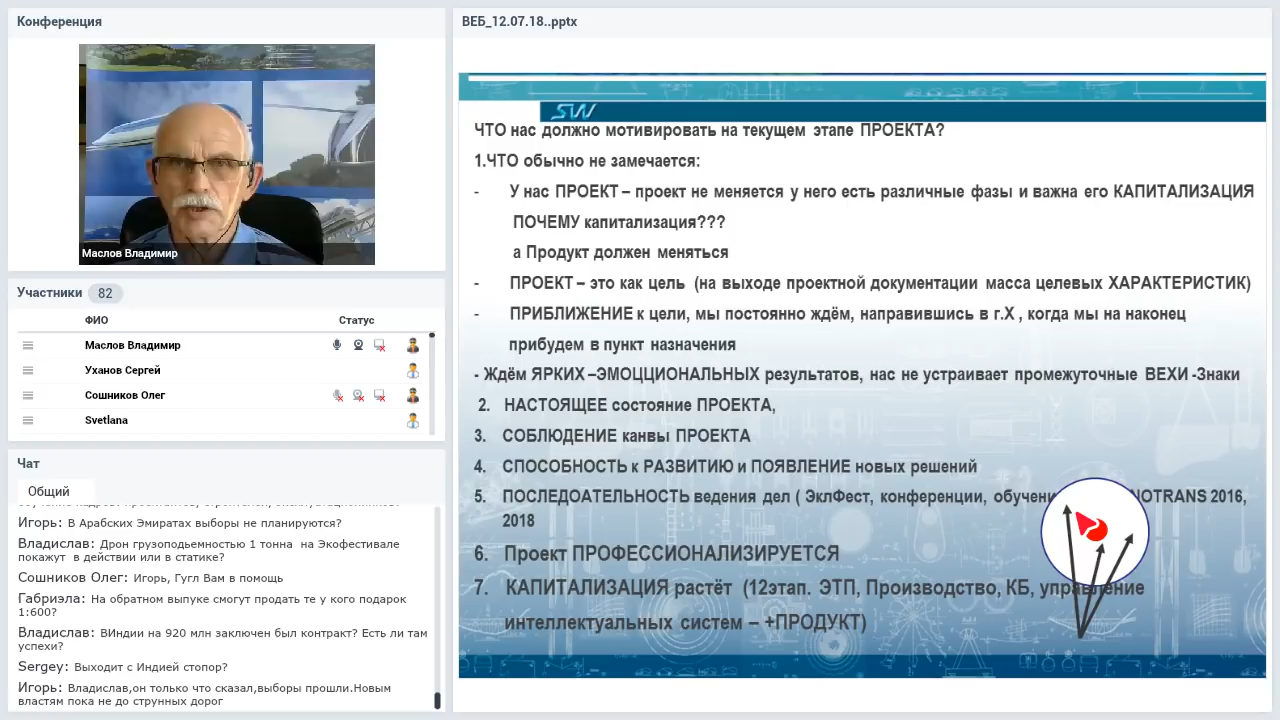 Конференция
Маслов Владимир
Участники 82
ФИО Статус
Маслов Владимир
Уханов Сергей
Сошников Олег
Svetlana
Чат
Общий
Игорь: В Арабских Эмиратах выборы не планируются?
Владислав: Дрон грузоподьемностью 1 тонна на Экофестивале
покажут в действии или в статике?
Сошников Олег: Игорь, Гугл Вам в помощь
Габриэла: На обратном выпуке смогут продать те у кого подарок
1:600?
Владислав: ВИндии на 920 млн заключен был контракт? Есть ли там
успехи?
Sergey: Выходит с Индией стопор?
Игорь: Владислав,он только что сказал,выборы прошли.Новым
властям пока не до струнных дорог
ВЕБ_12.07.18..pptx
SW
ЧТО нас должно мотивировать на текущем этапе ПРОЕКТА?
1.ЧТО обычно не замечается:
- У нас ПРОЕКТ – проект не меняется у него есть различные фазы и важна его КАПИТАЛИЗАЦИЯ
ПОЧЕМУ капитализация???
а Продукт должен меняться
- ПРОЕКТ – это как цель (на выходе проектной документации масса целевых ХАРАКТЕРИСТИК)
- ПРИБЛИЖЕНИЕ к цели, мы постоянно ждём, направившись в г.Х , когда мы на наконец
прибудем в пункт назначения
- Ждём ЯРКИХ –ЭМОЦЦИОНАЛЬНЫХ результатов, нас не устраивает промежуточные ВЕХИ -Знаки
2. НАСТОЯЩЕЕ состояние ПРОЕКТА,
3. СОБЛЮДЕНИЕ канвы ПРОЕКТА
4. СПОСОБНОСТЬ к РАЗВИТИЮ и ПОЯВЛЕНИЕ новых решений
5. ПОСЛЕДОАТЕЛЬНОСТЬ ведения дел ( ЭклФест, конференции, 2016,
2018
6. Проект ПРОФЕССИОНАЛИЗИРУЕТСЯ
7. КАПИТАЛИЗАЦИЯ растёт (12этап. ЭТП, Производство, КБ, управление
интеллектуальных систем – +ПРОДУКТ)